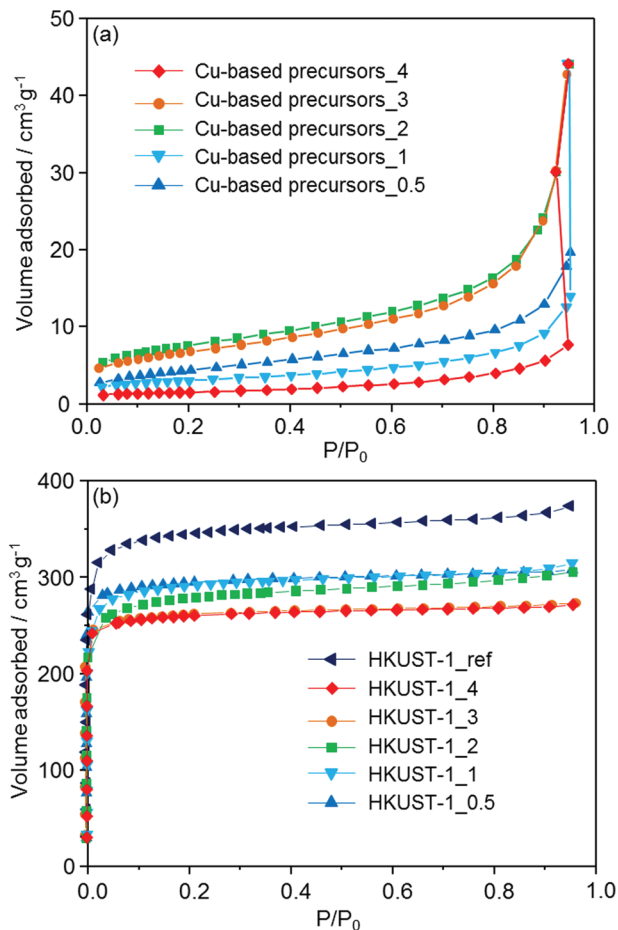 (a)
50
40
30
20
10
0
Volume adsorbed / cm³ g⁻¹
Cu-based precursors_4
Cu-based precursors_3
Cu-based precursors_2
Cu-based precursors_1
Cu-based precursors_0.5
0.0 0.2 0.4 0.6 0.8 1.0
P/P₀
(b)
400
300
200
100
0
Volume adsorbed / cm³ g⁻¹
HKUST-1_ref
HKUST-1_4
HKUST-1_3
HKUST-1_2
HKUST-1_1
HKUST-1_0.5
0.0 0.2 0.4 0.6 0.8 1.0
P/P₀